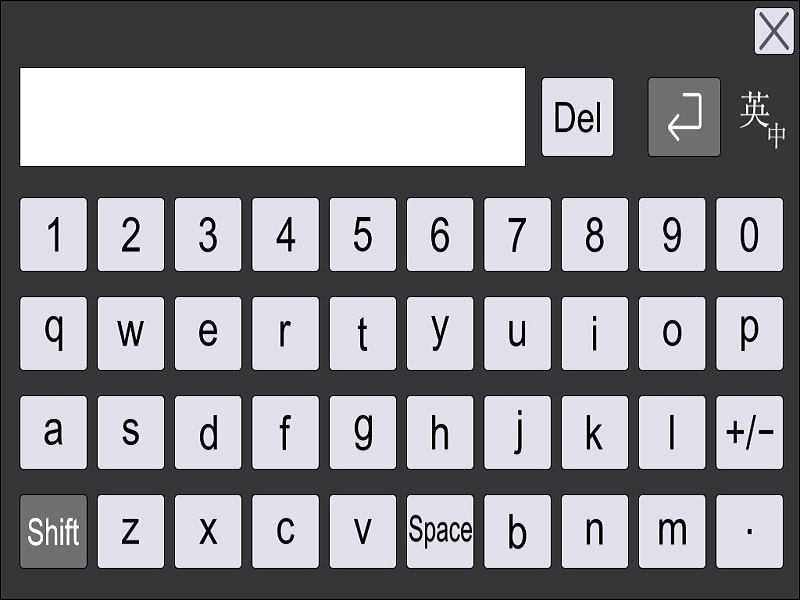 Del 英中
1 2 3 4 5 6 7 8 9 0
q w e r t y u i o p
a s d f g h j k l +/-
Shift z x c v Space b n m .